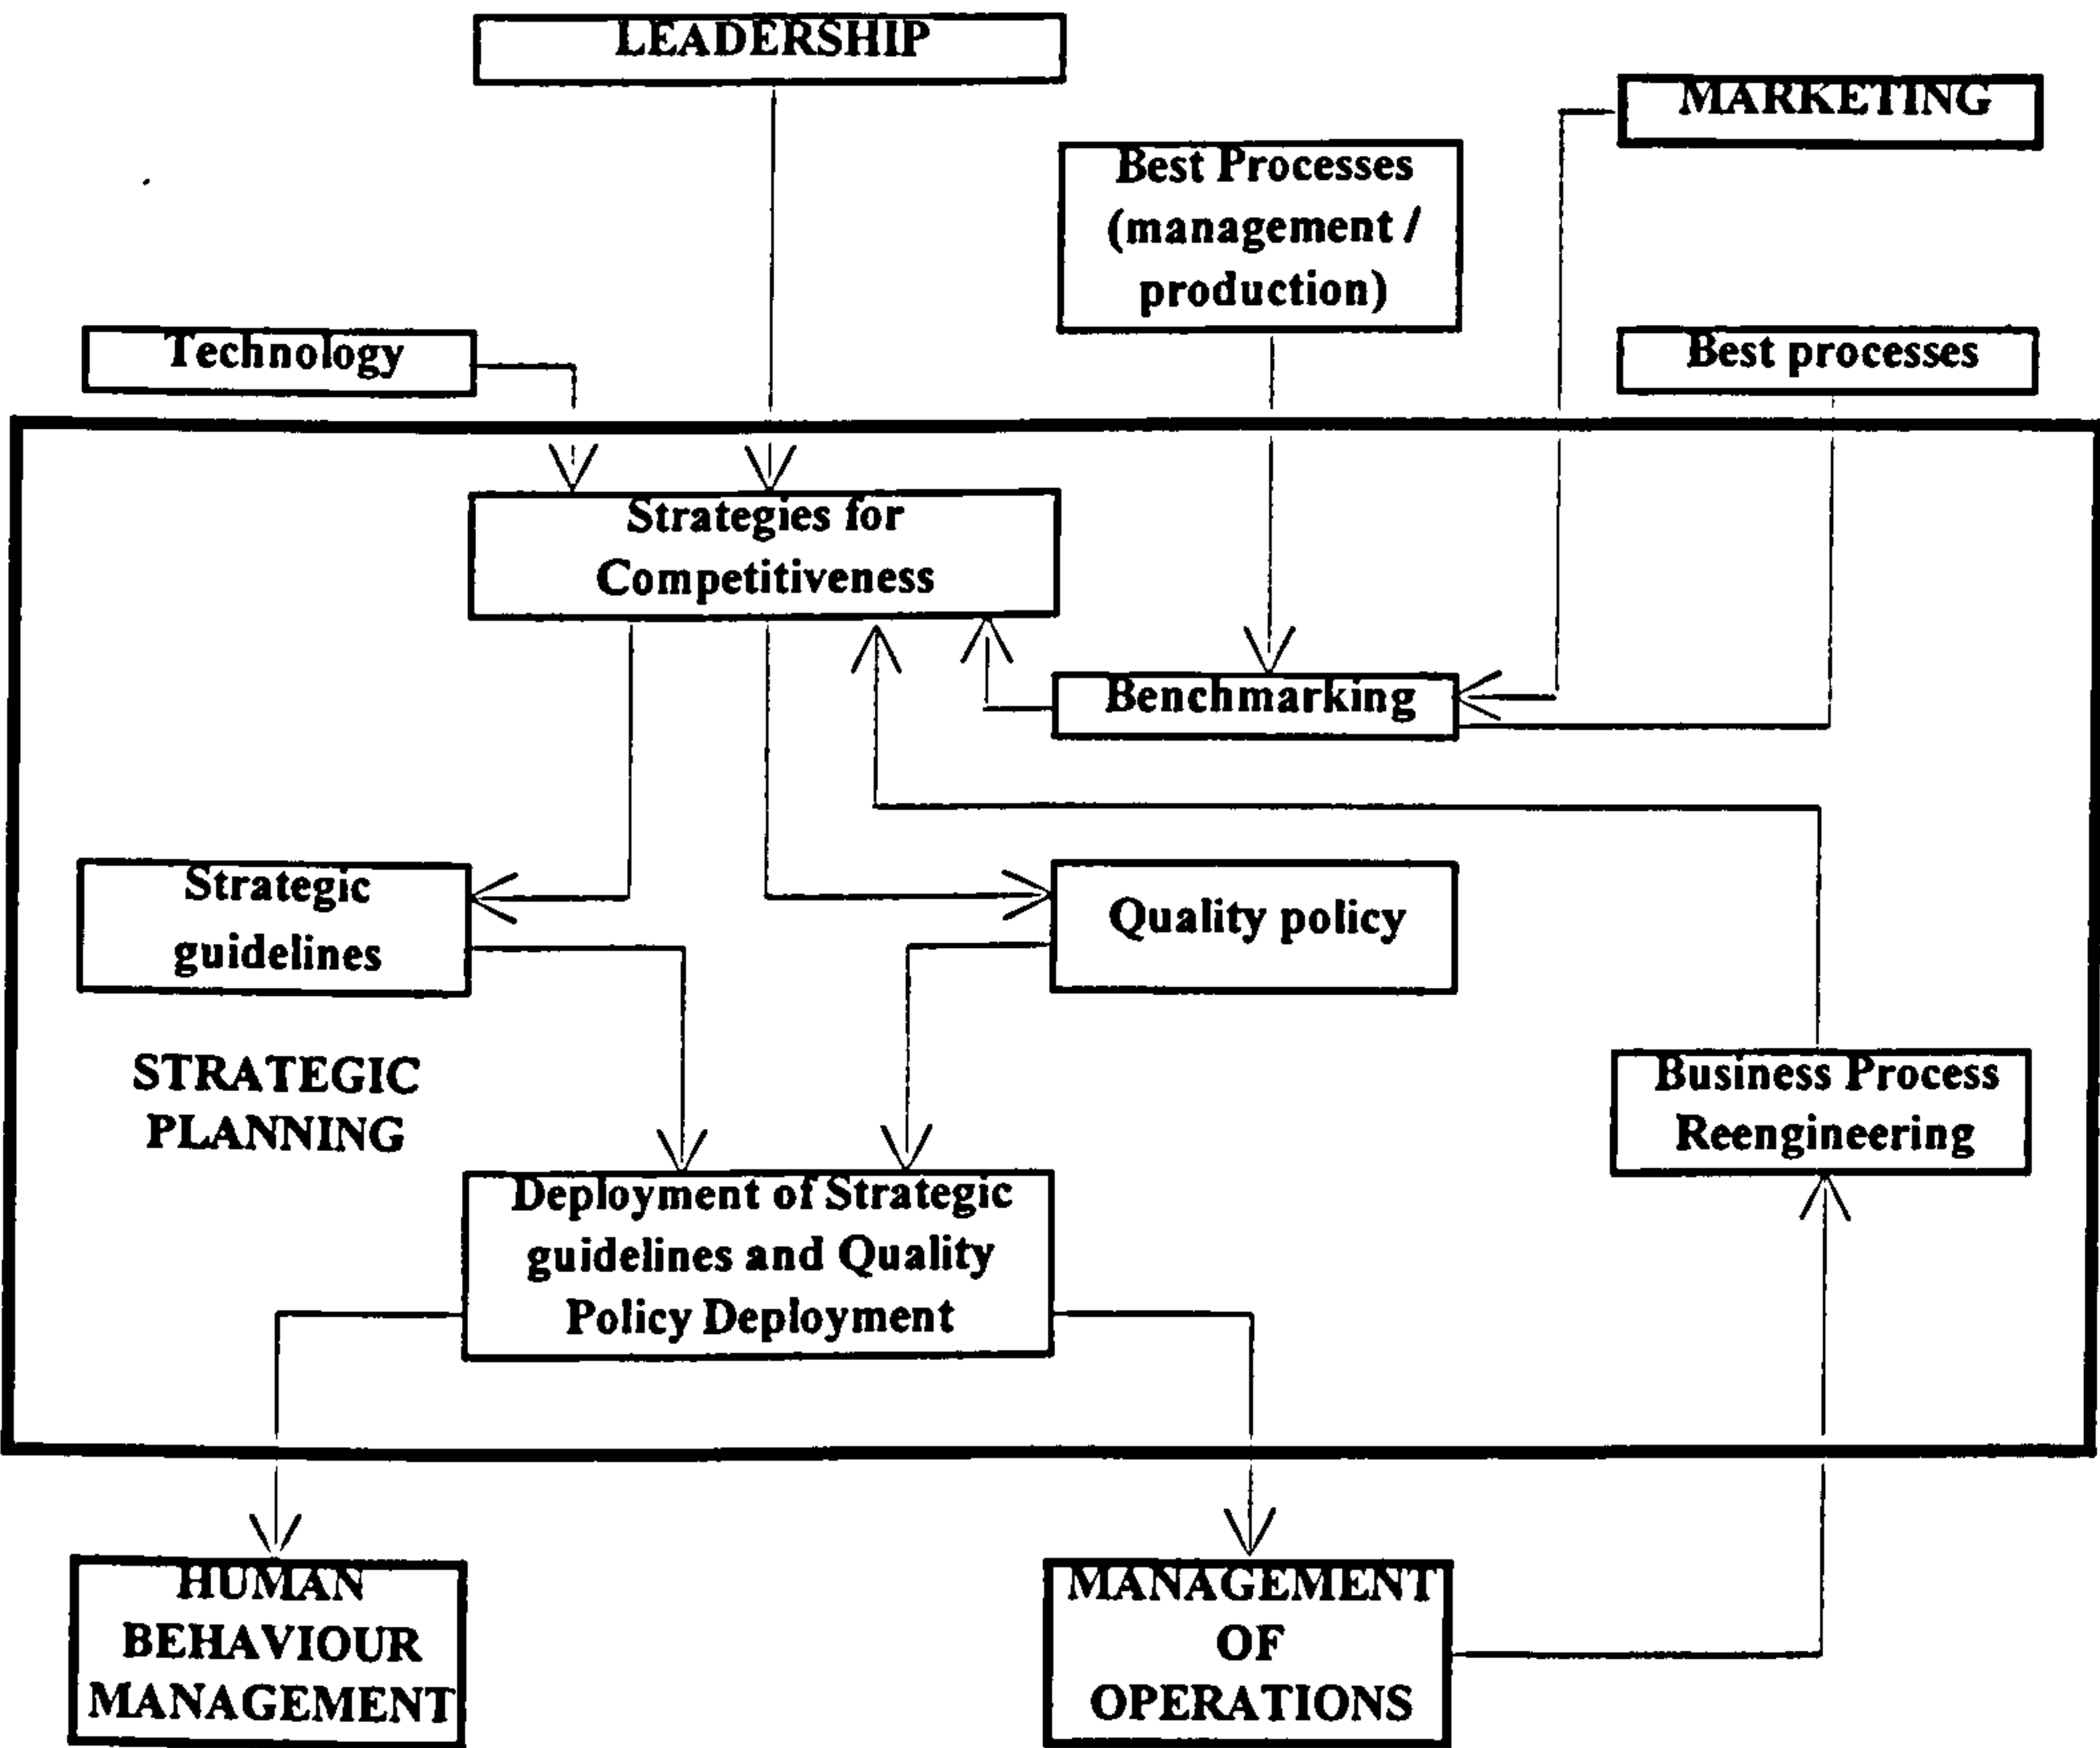 LEADERSHIP
MARKETING
Best Processes
(management /
production)
Technology
Best processes
Strategies for
Competitiveness
Benchmarking
Strategic
guidelines
Quality policy
STRATEGIC
PLANNING
Business Process
Reengineering
Deployment of Strategic
guidelines and Quality
Policy Deployment
HUMAN
BEHAVIOUR
MANAGEMENT
MANAGEMENT
OF
OPERATIONS